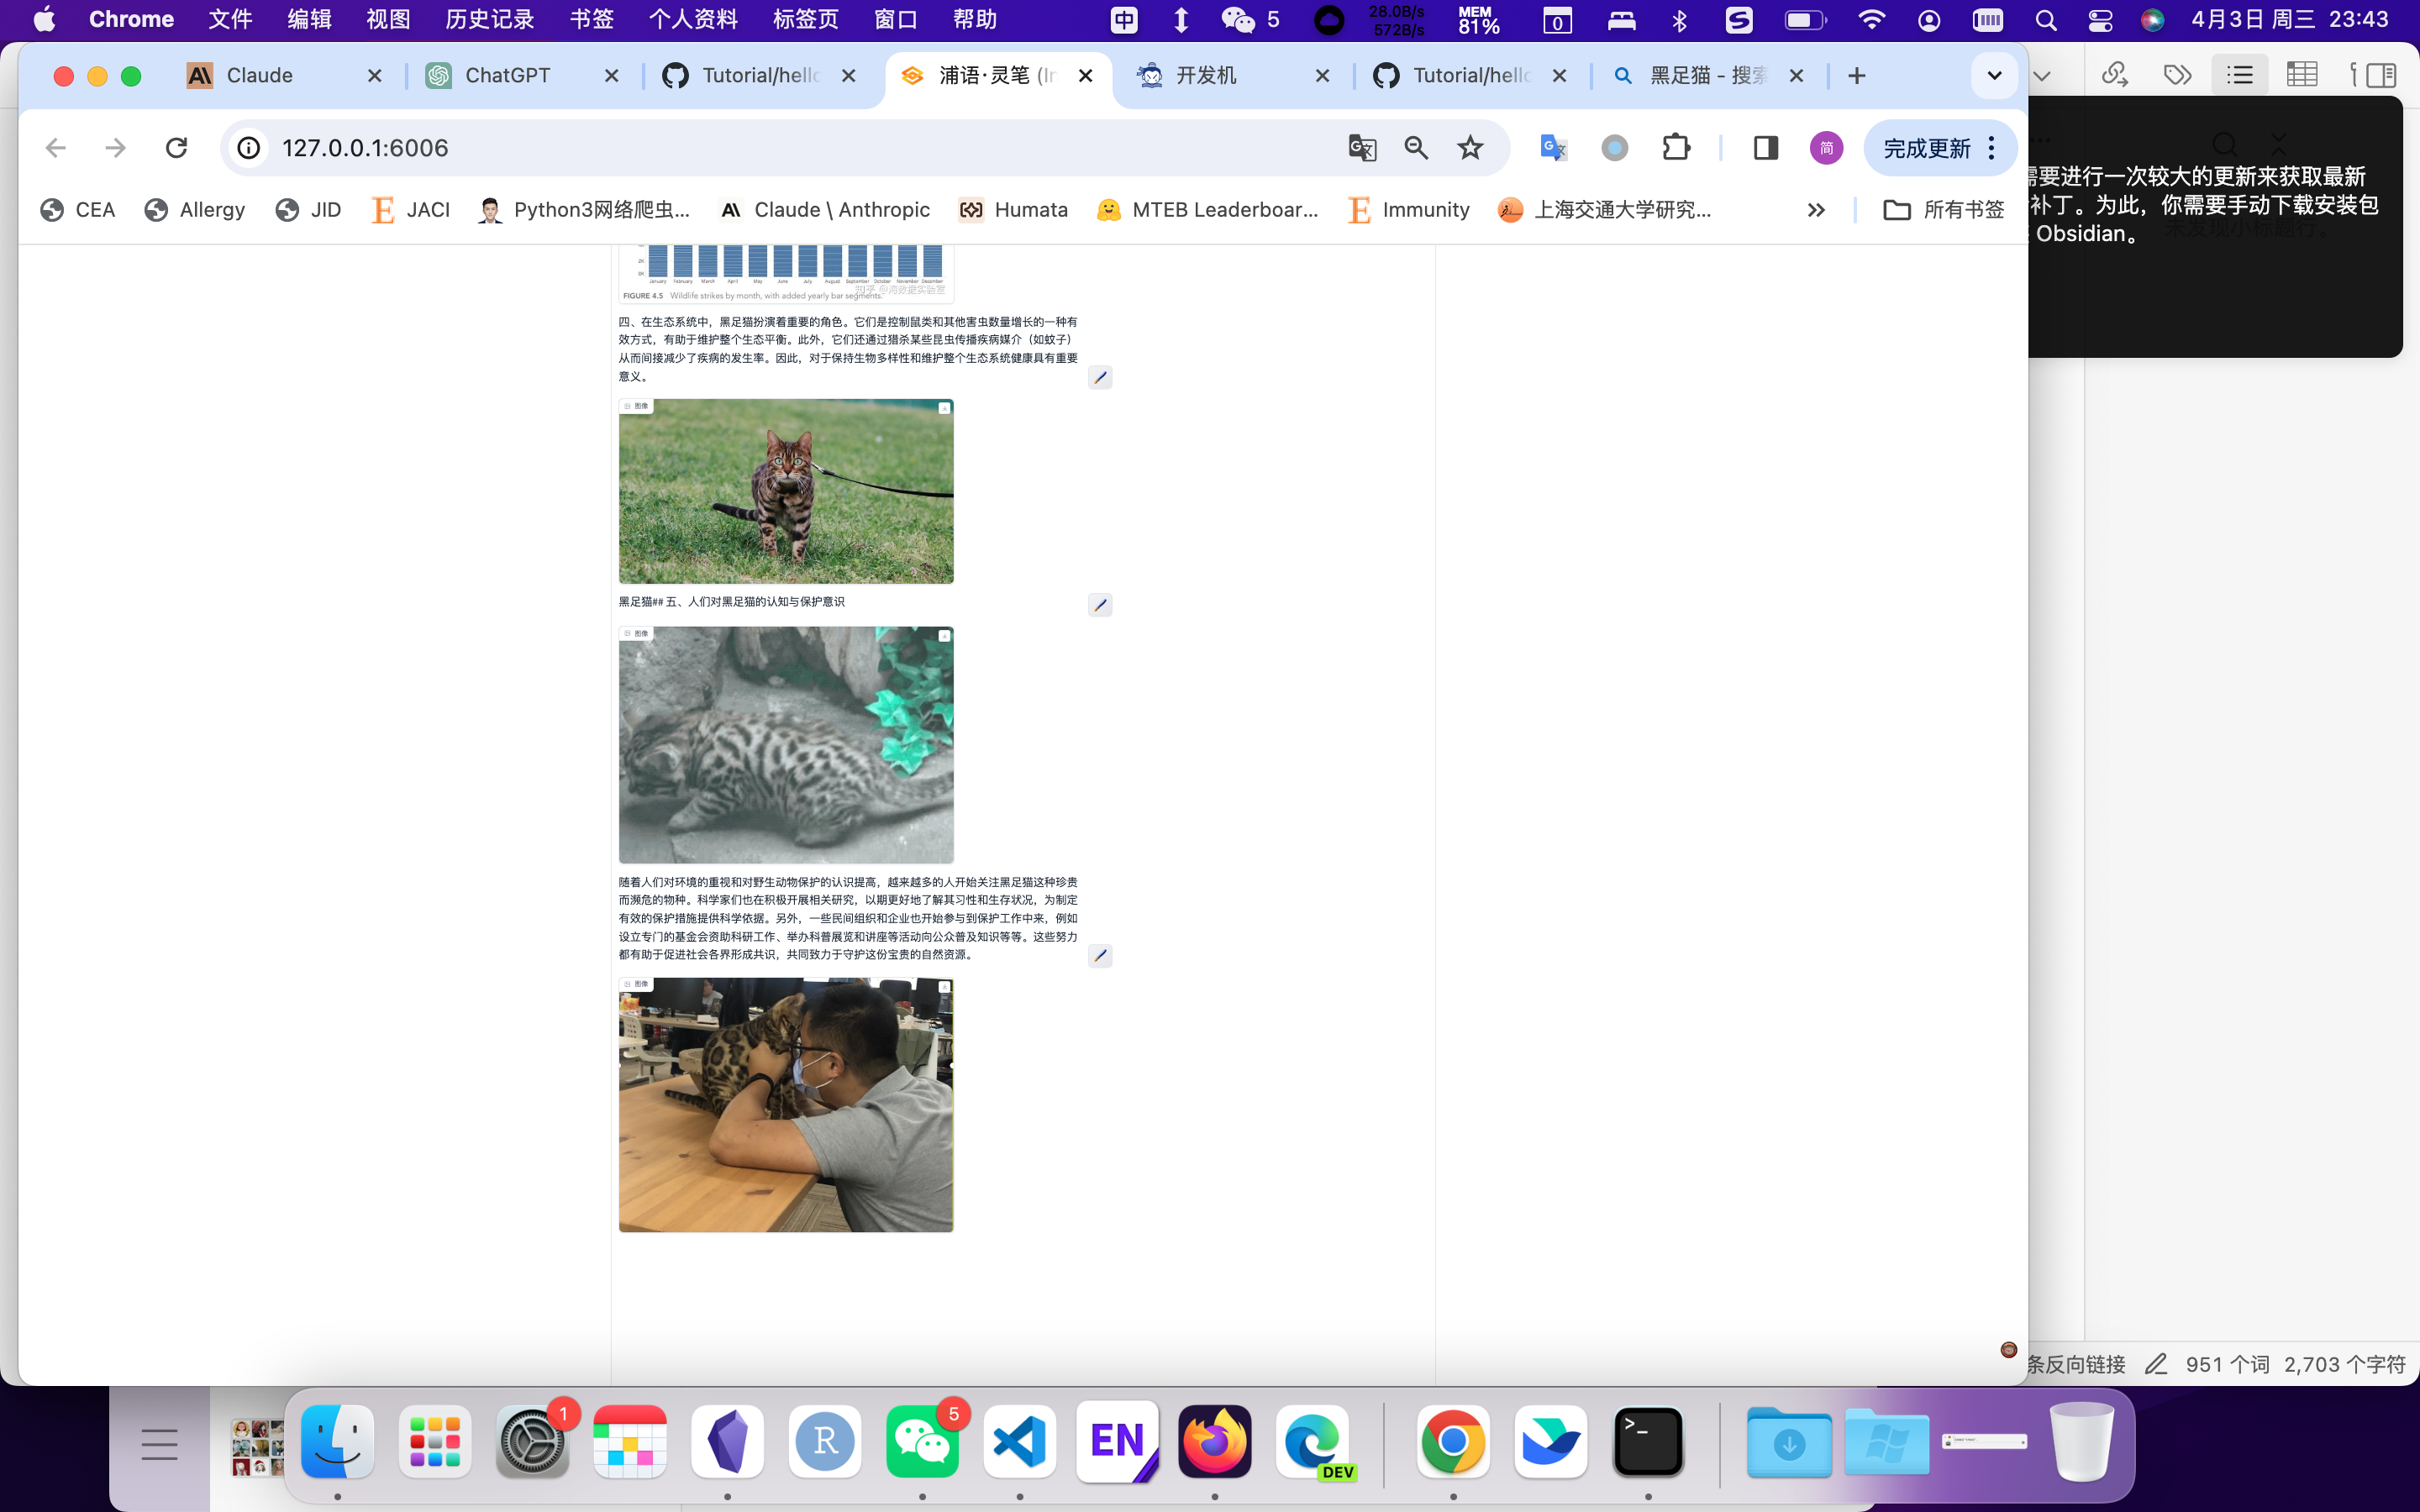 Chrome 文件 编辑 视图 历史记录 书签 个人资料 标签页 窗口 帮助
中 5 28.0B/s 572B/s MEM 81% 0 4月3日 周三 23:43
Claude ChatGPT Tutorial/hello 浦语·灵笔 (In 开发机 Tutorial/hello 黑足猫 - 搜索
127.0.0.1:6006
简 完成更新
CEA Allergy JID JACI Python3网络爬虫... Claude \ Anthropic Humata MTEB Leaderboar... Immunity 上海交通大学研究... 所有书签
需要进行一次较大的更新来获取最新
补丁。为此，你需要手动下载安装包
Obsidian。
未发现小标题行。
2K
0K
January February March April May June July August September October November December
FIGURE 4.5 Wildlife strikes by month, with added yearly bar segments.
四、在生态系统中，黑足猫扮演着重要的角色。它们是控制鼠类和其他害虫数量增长的一种有
效方式，有助于维护整个生态平衡。此外，它们还通过猎杀某些昆虫传播疾病媒介（如蚊子）
从而间接减少了疾病的发生率。因此，对于保持生物多样性和维护整个生态系统健康具有重要
意义。
图像
黑足猫## 五、人们对黑足猫的认知与保护意识
图像
随着人们对环境的重视和对野生动物保护的认识提高，越来越多的人开始关注黑足猫这种珍贵
而濒危的物种。科学家们也在积极开展相关研究，以期更好地了解其习性和生存状况，为制定
有效的保护措施提供科学依据。另外，一些民间组织和企业也开始参与到保护工作中来，例如
设立专门的基金会资助科研工作、举办科普展览和讲座等活动向公众普及知识等等。这些努力
都有助于促进社会各界形成共识，共同致力于守护这份宝贵的自然资源。
图像
条反向链接 951 个词 2,703 个字符
1 R 5 EN DEV